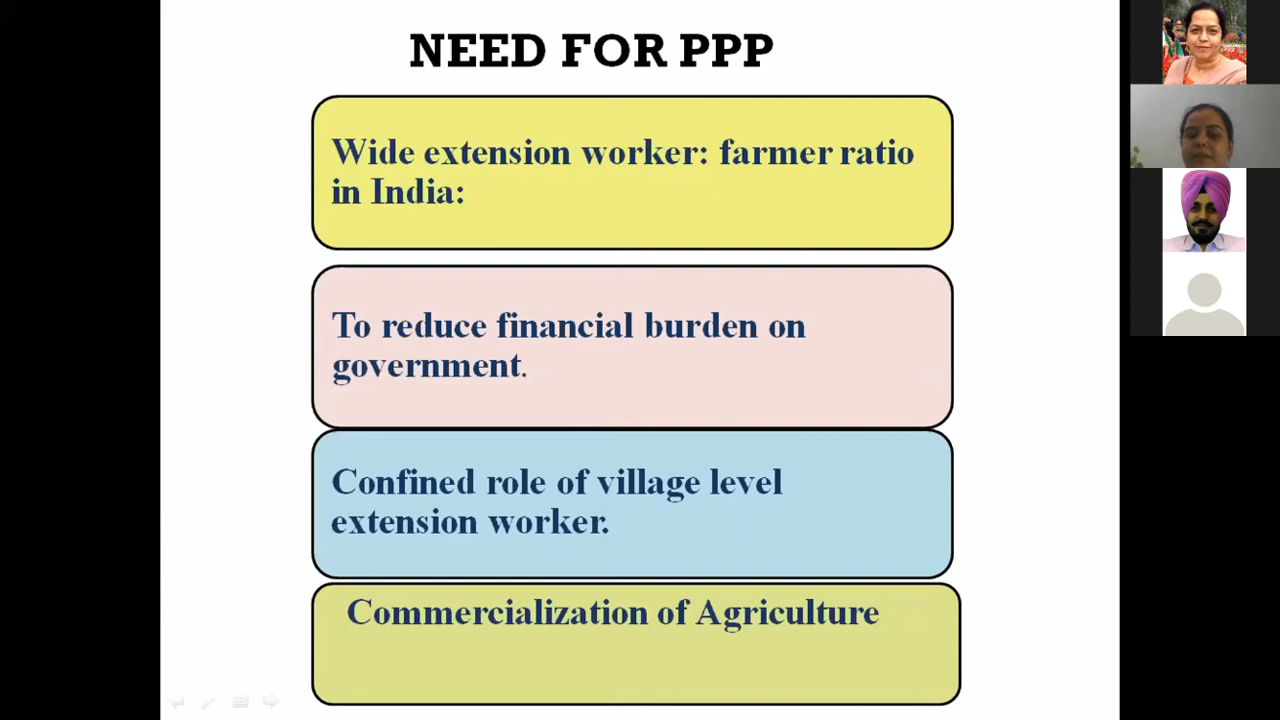 NEED FOR PPP
Wide extension worker: farmer ratio
in India:
To reduce financial burden on
government.
Confined role of village level
extension worker.
Commercialization of Agriculture